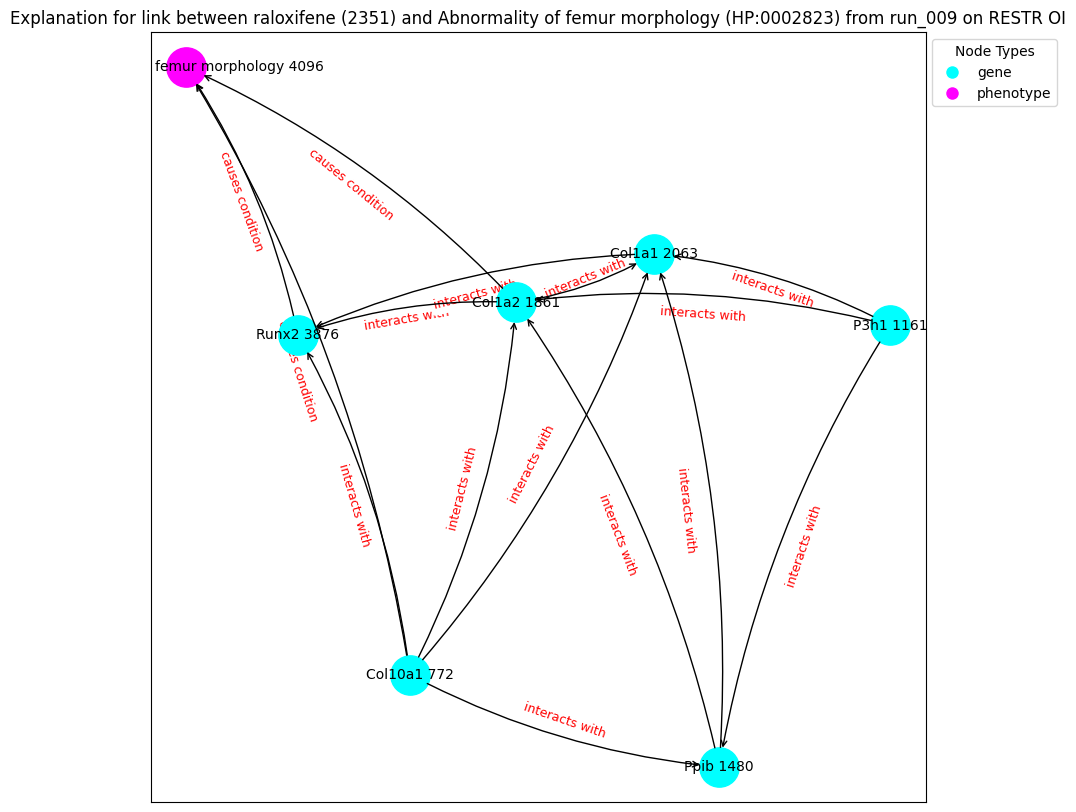 Explanation for link between raloxifene (2351) and Abnormality of femur morphology (HP:0002823) from run_009 on RESTR OI
Node Types
gene
phenotype
femur morphology 4096
causes condition
causes condition
Col1a1 2063
interacts with
interacts with
interacts with
Col1a2 1861
interacts with
interacts with
P3h1 1161
Runx2 3876
condition
interacts with
interacts with
interacts with
interacts with
interacts with
interacts with
Col10a1 772
interacts with
Ppib 1480